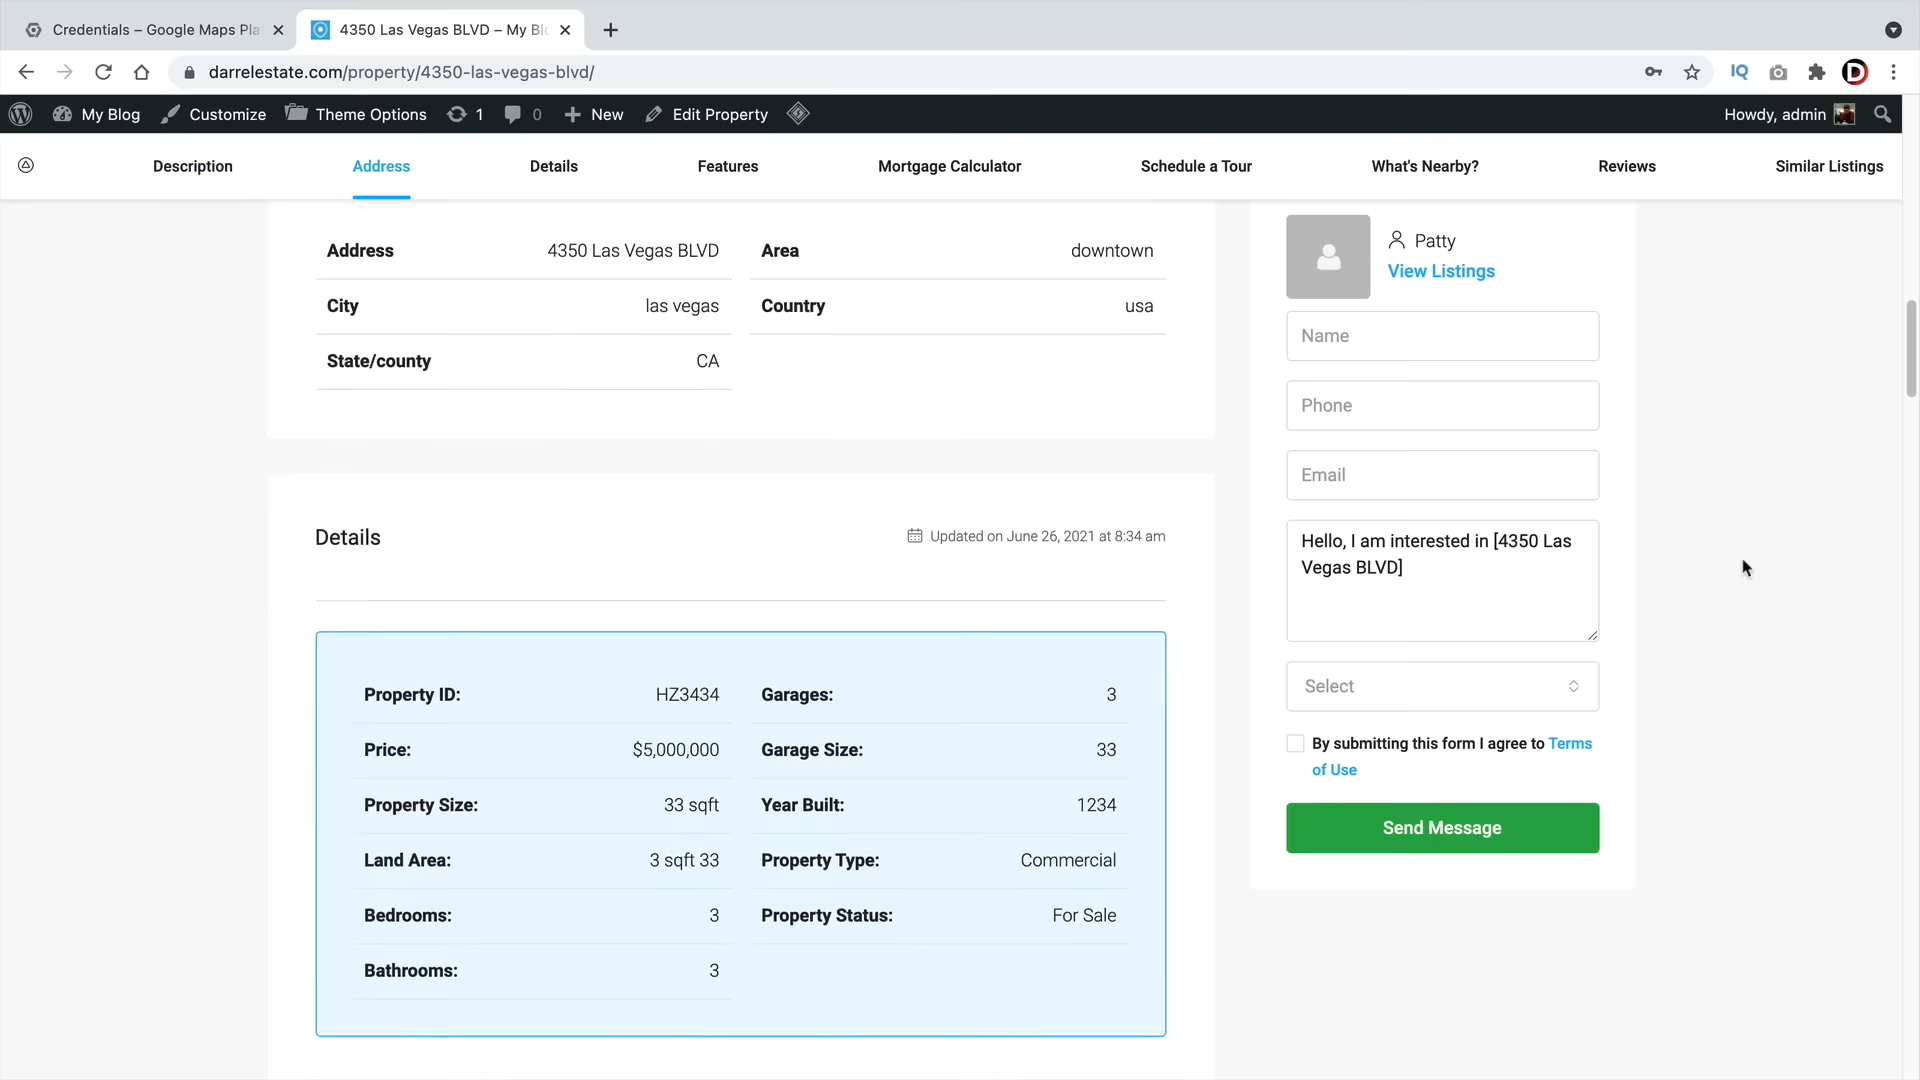 Credentials – Google Maps Pla
4350 Las Vegas BLVD – My Blo
darrelestate.com/property/4350-las-vegas-blvd/
IQ
D
My Blog
Customize
Theme Options
1
0
New
Edit Property
Howdy, admin
Description
Address
Details
Features
Mortgage Calculator
Schedule a Tour
What's Nearby?
Reviews
Similar Listings
Address 4350 Las Vegas BLVD
Area downtown
City las vegas
Country usa
State/county CA
Details
Updated on June 26, 2021 at 8:34 am
Property ID: HZ3434
Garages: 3
Price: $5,000,000
Garage Size: 33
Property Size: 33 sqft
Year Built: 1234
Land Area: 3 sqft 33
Property Type: Commercial
Bedrooms: 3
Property Status: For Sale
Bathrooms: 3
Patty
View Listings
Name
Phone
Email
Hello, I am interested in [4350 Las
Vegas BLVD]
Select
By submitting this form I agree to Terms
of Use
Send Message